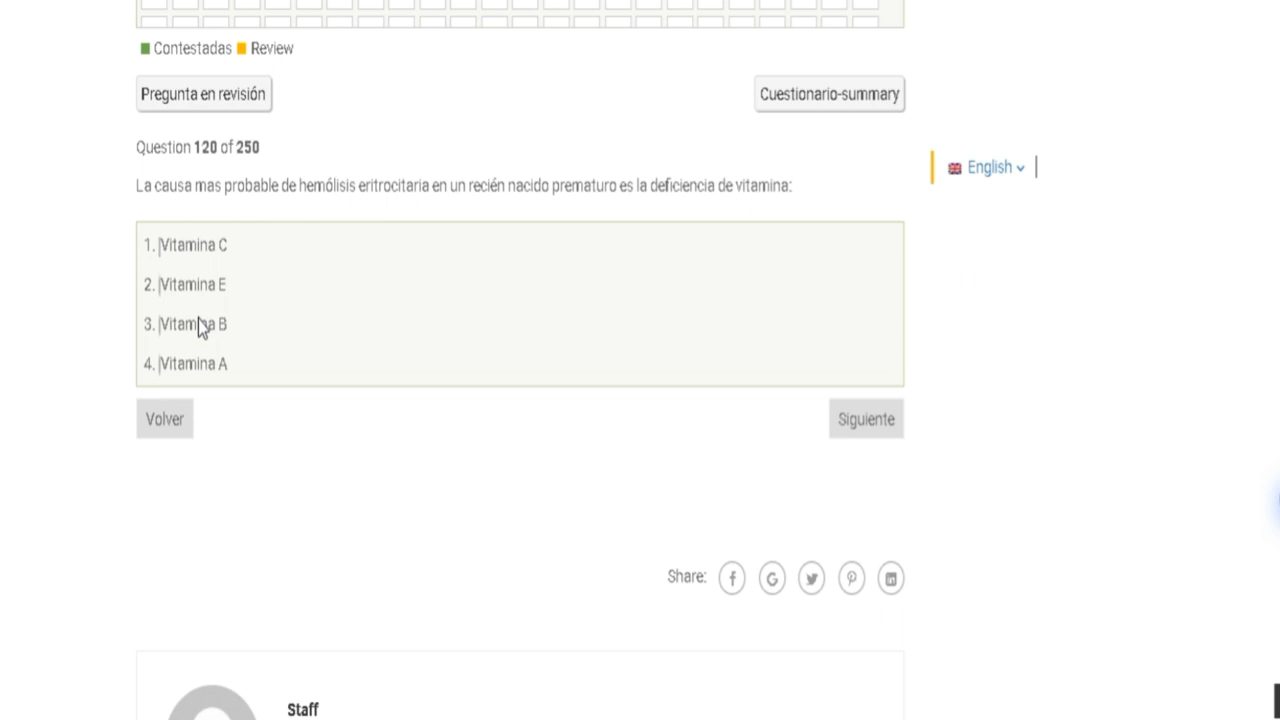 Contestadas Review
Pregunta en revisión
Cuestionario-summary
Question 120 of 250
English
La causa mas probable de hemólisis eritrocitaria en un recién nacido prematuro es la deficiencia de vitamina:
1. Vitamina C
2. Vitamina E
3. Vitamina B
4. Vitamina A
Volver
Siguiente
Share:
Staff